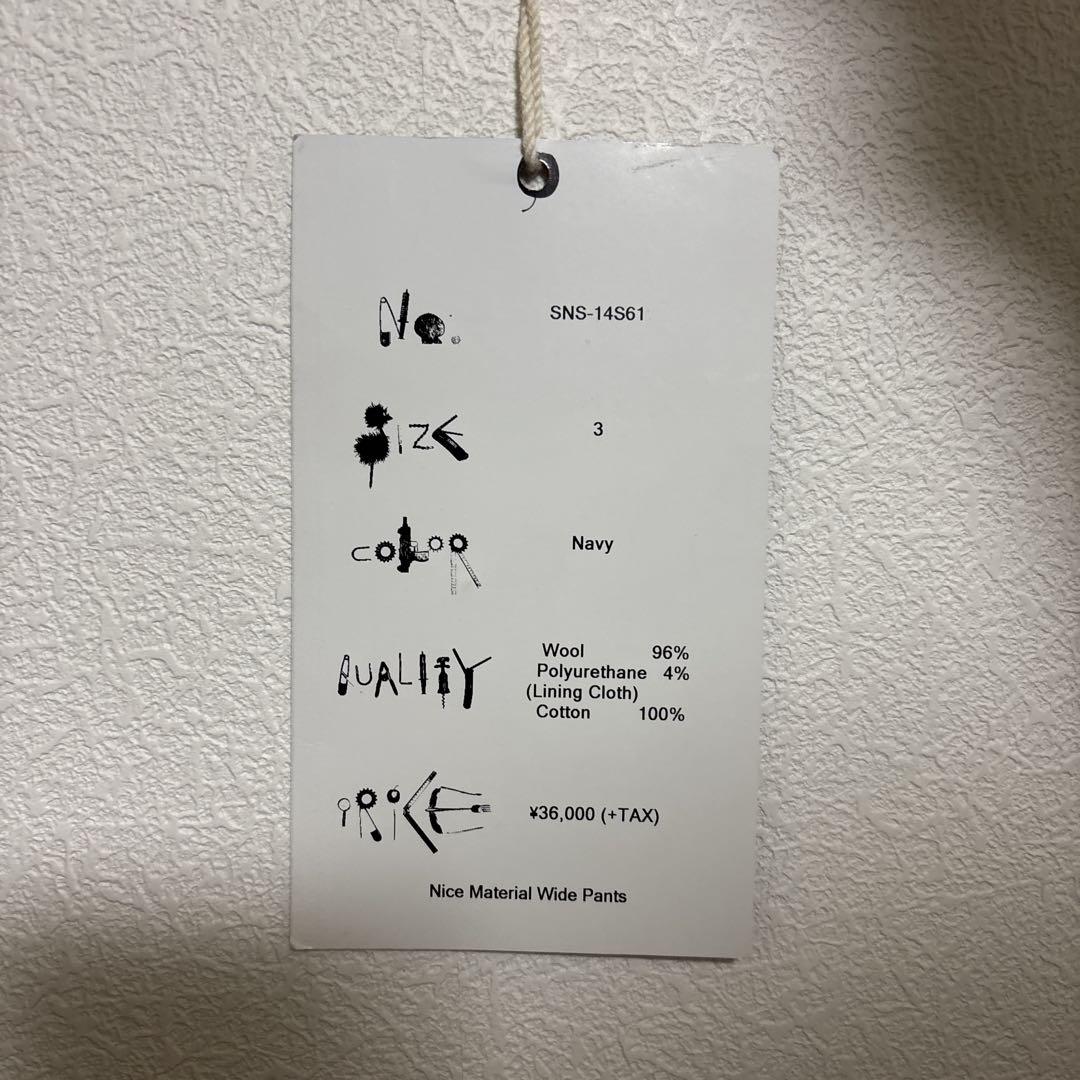 No. SNS-14S61
SIZE 3
COLOR Navy
QUALITY Wool 96%
Polyurethane 4%
(Lining Cloth)
Cotton 100%
PRICE ¥36,000 (+TAX)
Nice Material Wide Pants